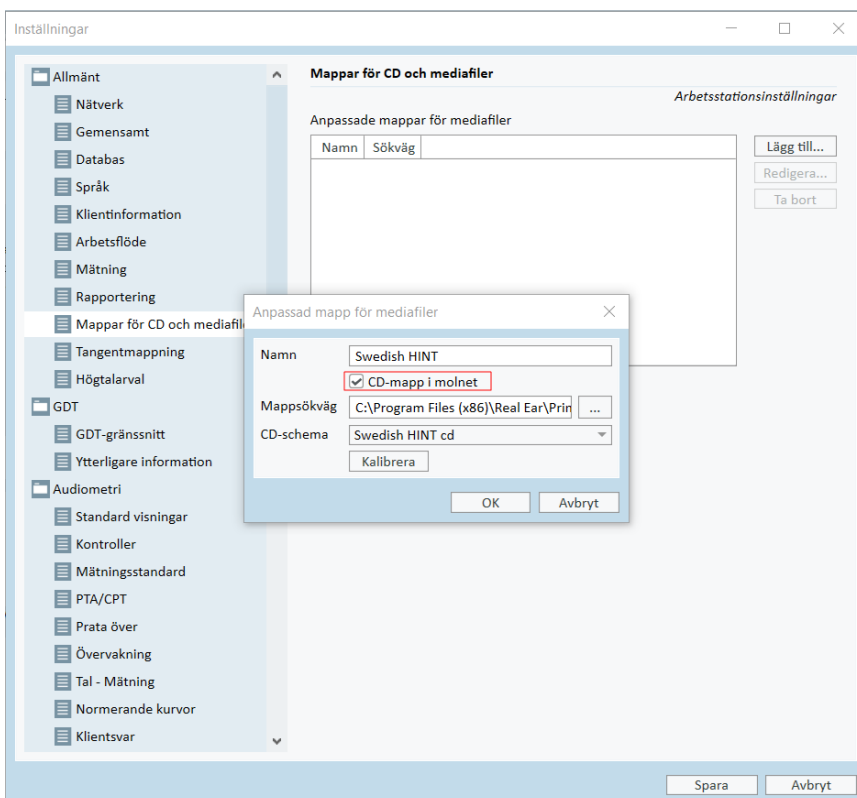 Inställningar
Allmänt
Nätverk
Gemensamt
Databas
Språk
Klientinformation
Arbetsflöde
Mätning
Rapportering
Mappar för CD och mediafil
Tangentmappning
Högtalarval
GDT
GDT-gränssnitt
Ytterligare information
Audiometri
Standard visningar
Kontroller
Mätningsstandard
PTA/CPT
Prata över
Övervakning
Tal - Mätning
Normerande kurvor
Klientsvar
Mappar för CD och mediafiler
Arbetsstationsinställningar
Anpassade mappar för mediafiler
Namn Sökväg
Lägg till...
Redigera...
Ta bort
Anpassad mapp för mediafiler
Namn Swedish HINT
CD-mapp i molnet
Mappsökväg C:\Program Files (x86)\Real Ear\Prin ...
CD-schema Swedish HINT cd
Kalibrera
OK Avbryt
Spara Avbryt